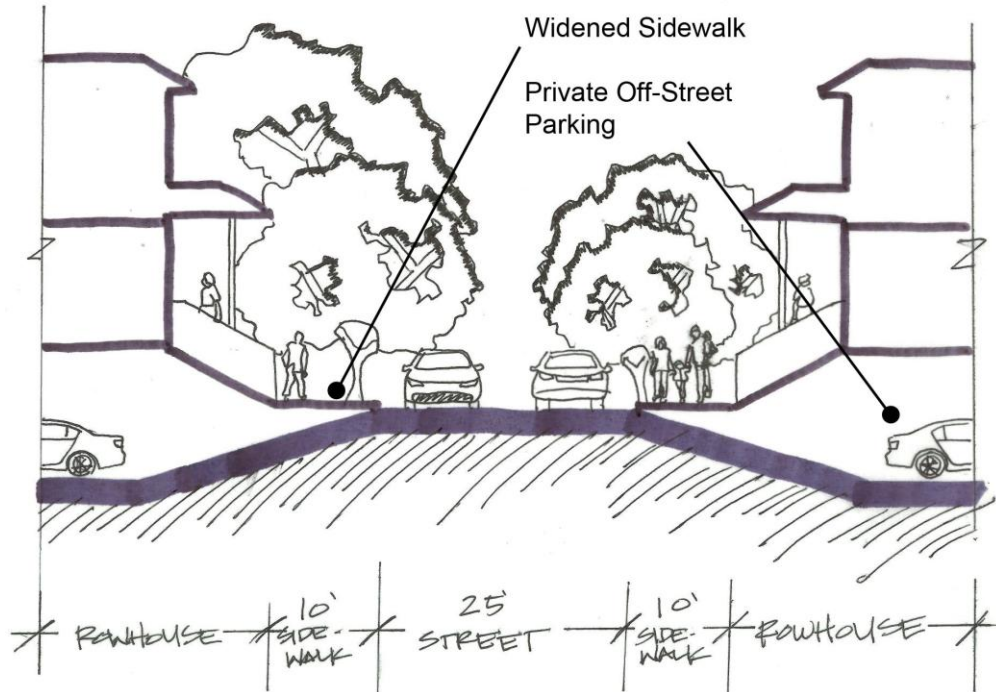 Widened Sidewalk
Private Off-Street
Parking
ROWHOUSE
10'
SIDE-
WALK
25'
STREET
10'
SIDE-
WALK
ROWHOUSE